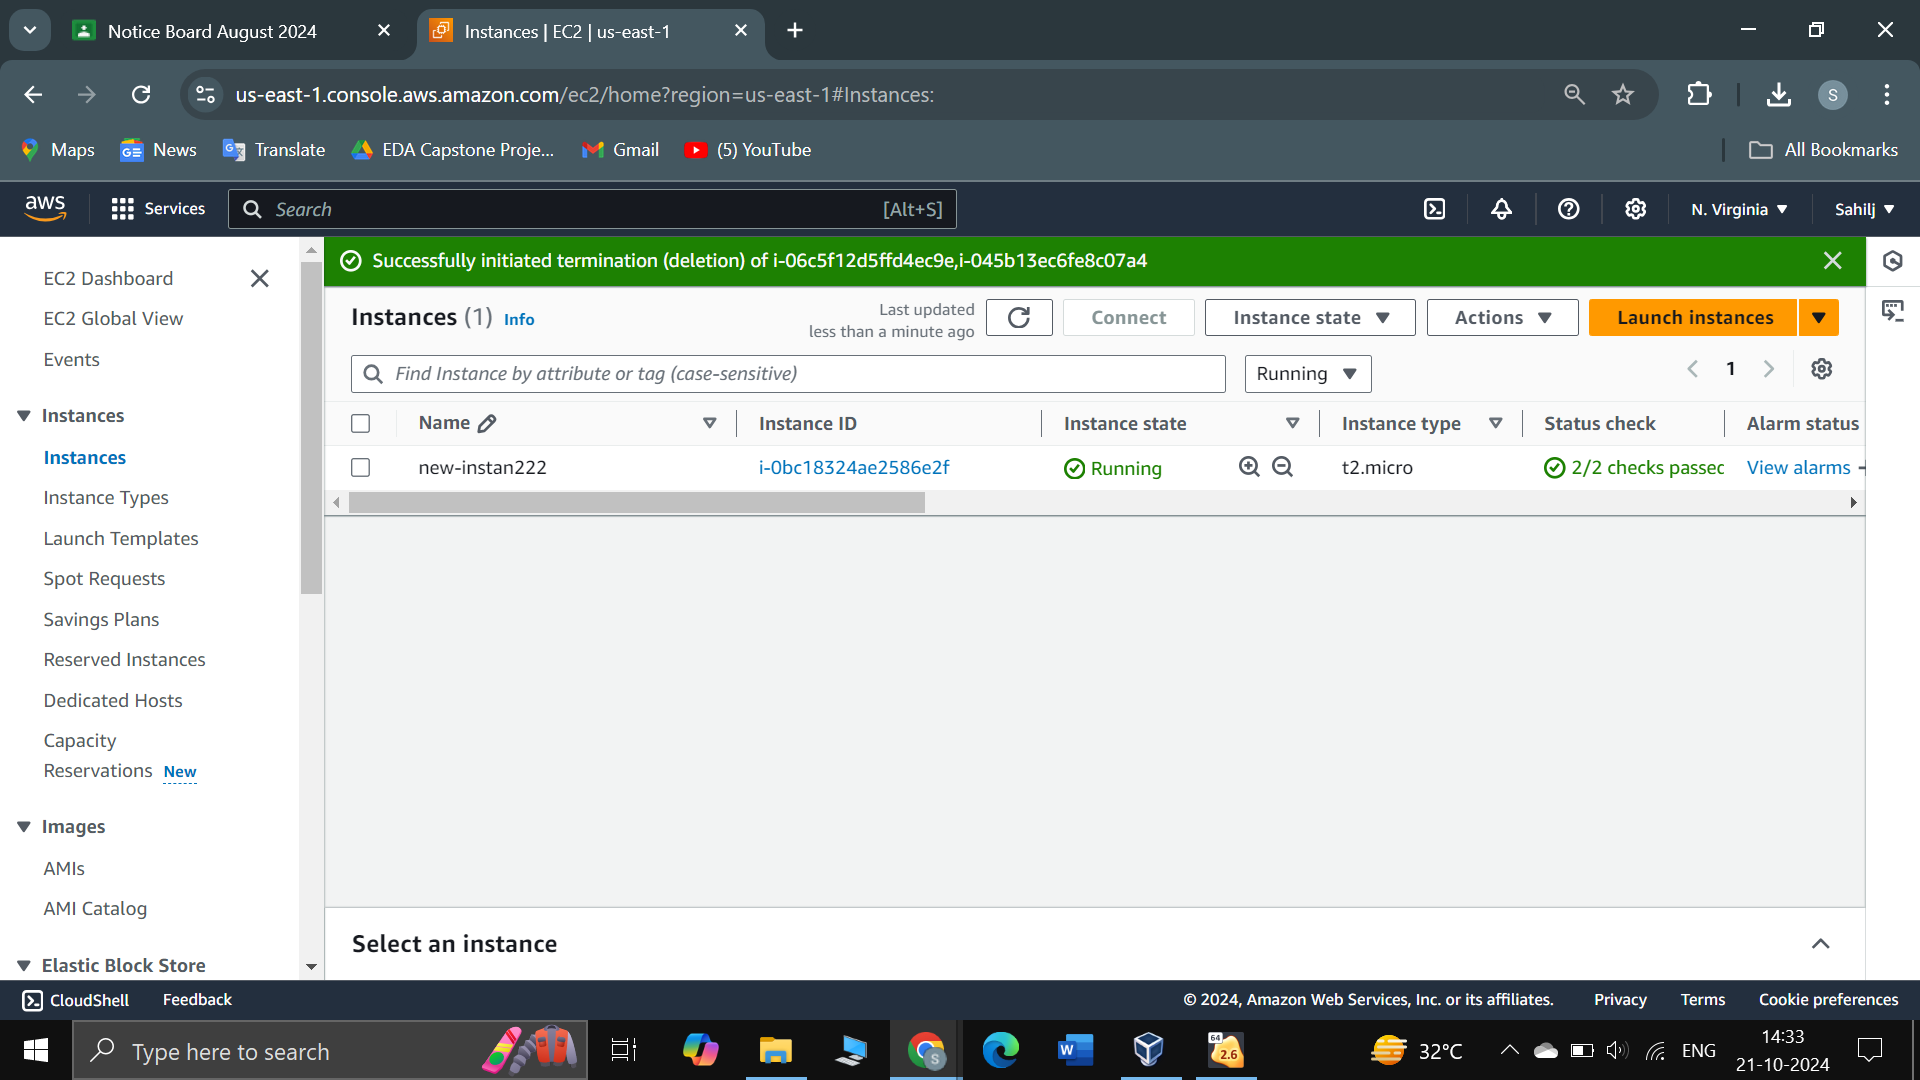 Notice Board August 2024
Instances | EC2 | us-east-1
us-east-1.console.aws.amazon.com/ec2/home?region=us-east-1#Instances:
S
Maps
News
Translate
EDA Capstone Proje...
Gmail
(5) YouTube
All Bookmarks
aws
Services
Search
[Alt+S]
N. Virginia
Sahilj
EC2 Dashboard
EC2 Global View
Events
Instances
Instances
Instance Types
Launch Templates
Spot Requests
Savings Plans
Reserved Instances
Dedicated Hosts
Capacity
Reservations New
Images
AMIs
AMI Catalog
Elastic Block Store
Successfully initiated termination (deletion) of i-06c5f12d5ffd4ec9e,i-045b13ec6fe8c07a4
Instances (1) Info
Last updated
less than a minute ago
Connect
Instance state
Actions
Launch instances
Find Instance by attribute or tag (case-sensitive)
Running
1
Name
Instance ID
Instance state
Instance type
Status check
Alarm status
new-instan222
i-0bc18324ae2586e2f
Running
t2.micro
2/2 checks passec
View alarms
Select an instance
CloudShell
Feedback
© 2024, Amazon Web Services, Inc. or its affiliates.
Privacy
Terms
Cookie preferences
Type here to search
S
W
64
2.6
32°C
ENG
14:33
21-10-2024